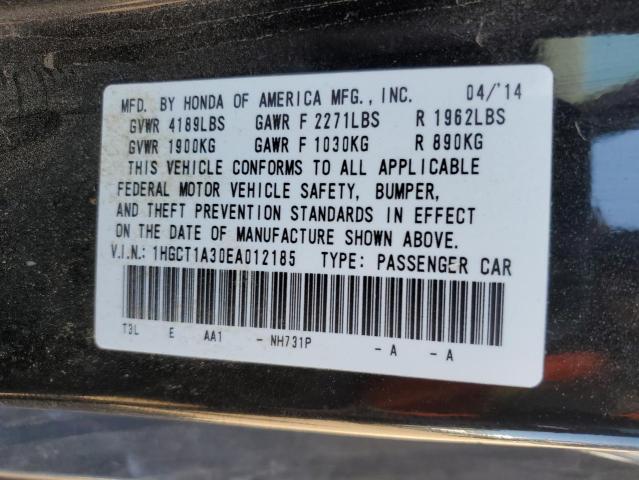 MFD. BY HONDA OF AMERICA MFG., INC. 04/'14
GVWR 4189LBS GAWR F 2271LBS R 1962LBS
GVWR 1900KG GAWR F 1030KG R 890KG
THIS VEHICLE CONFORMS TO ALL APPLICABLE
FEDERAL MOTOR VEHICLE SAFETY, BUMPER,
AND THEFT PREVENTION STANDARDS IN EFFECT
ON THE DATE OF MANUFACTURE SHOWN ABOVE.
V.I.N.: 1HGCT1A30EA012185 TYPE: PASSENGER CAR
T3L E AA1 - NH731P - A - A